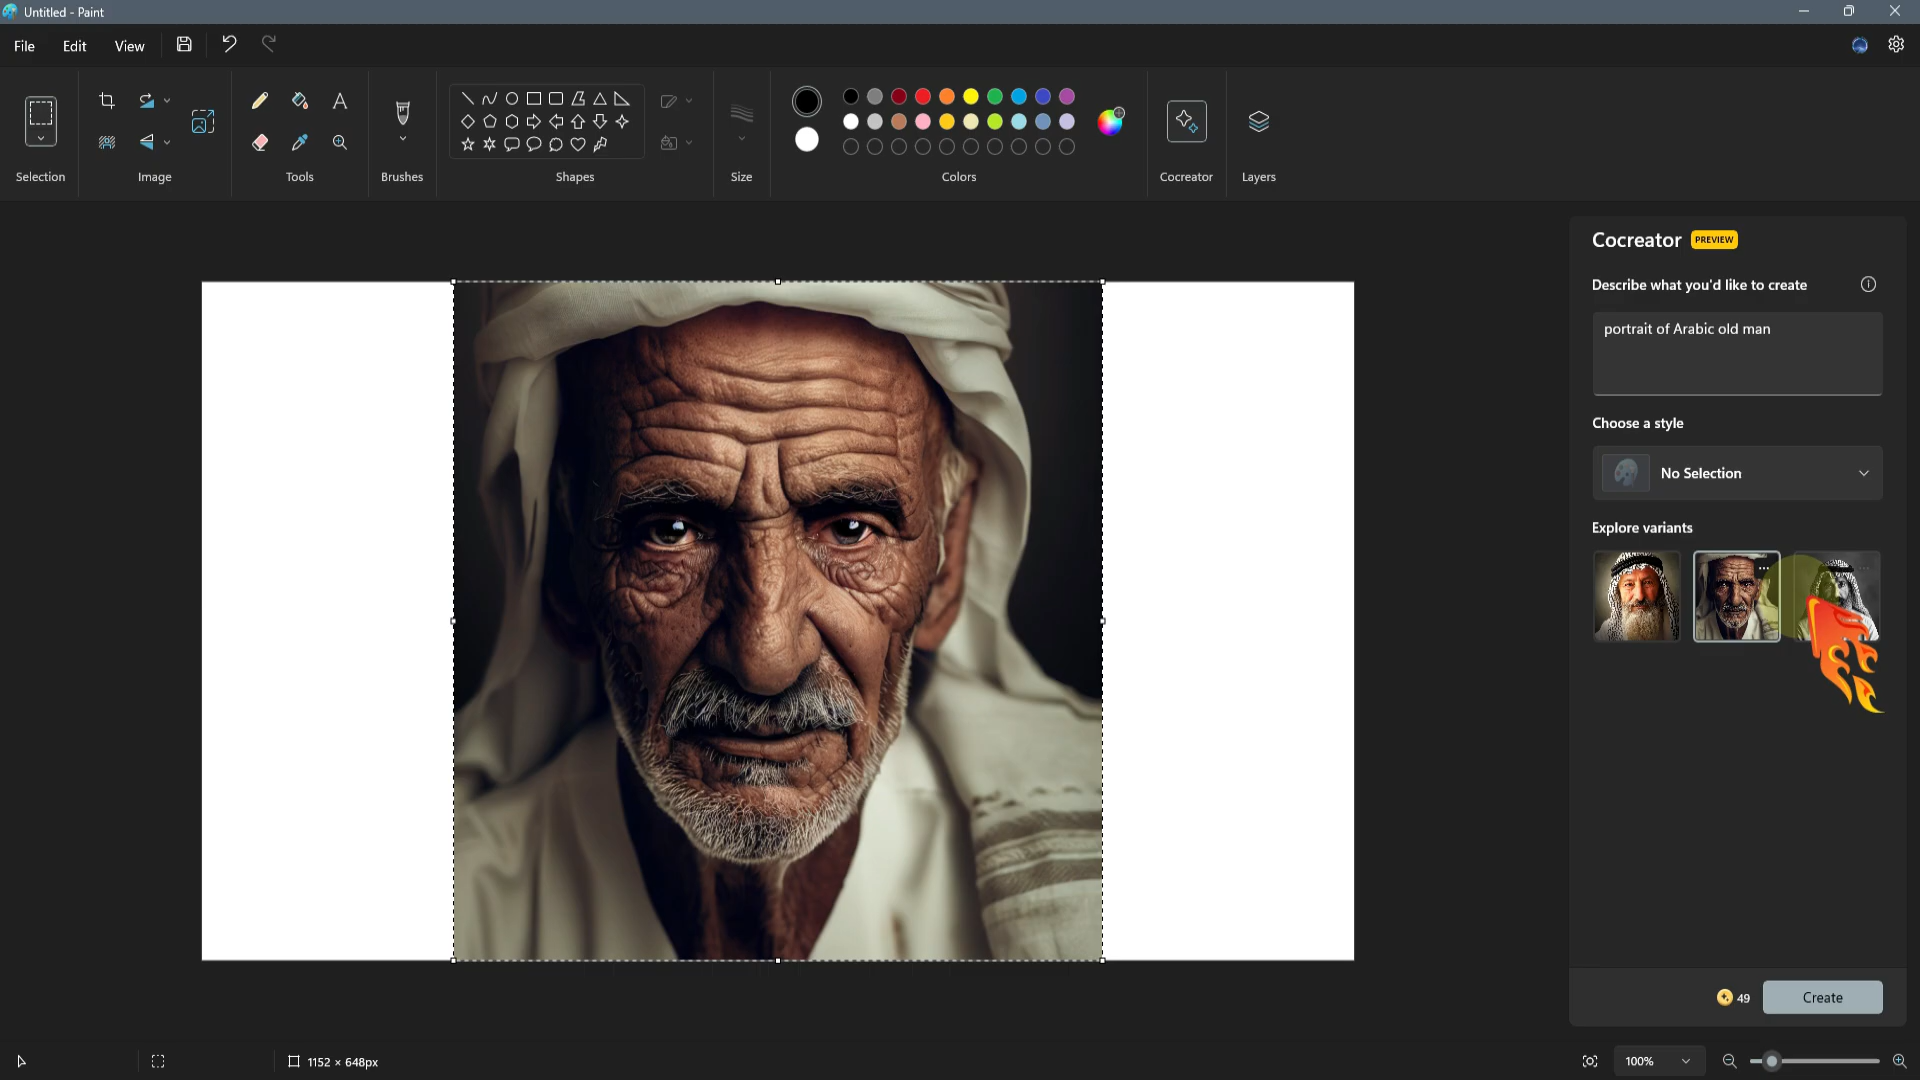 Untitled - Paint
File Edit View
Selection Image Tools Brushes Shapes Size Colors Cocreator Layers
Cocreator PREVIEW
Describe what you'd like to create
portrait of Arabic old man
Choose a style
No Selection
Explore variants
49 Create
1152 × 648px 100%